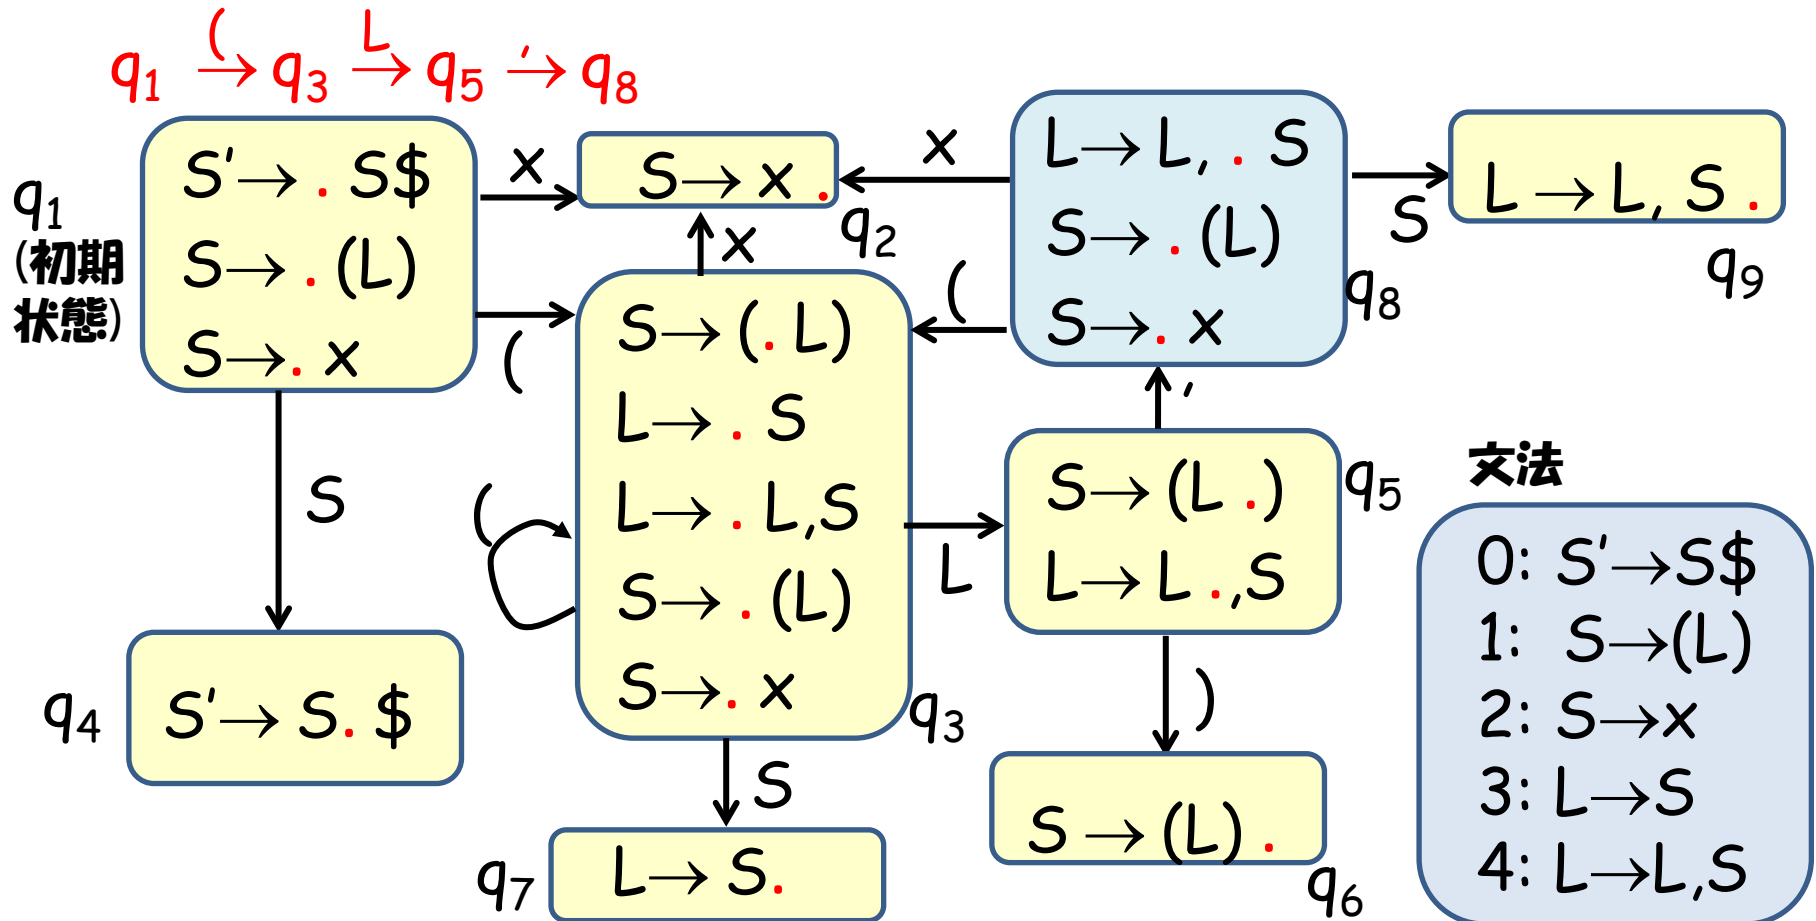 q1 ( → q3 L → q5 , → q8
q1
(初期
状態)
S'→ . S$
S→ . (L)
S→. x
x
(
S
q4
S'→ S. $
S→ x .
q2
x
S→ (. L)
L→ . S
L→ . L,S
S→ . (L)
S→. x
q3
(
S
q7
L→ S.
L
x
(
L→ L, . S
S→ . (L)
S→. x
q8
S
L → L, S .
q9
,
S→ (L .)
L→ L .,S
q5
)
S → (L) .
q6
文法
0: S'→S$
1: S→(L)
2: S→x
3: L→S
4: L→L,S